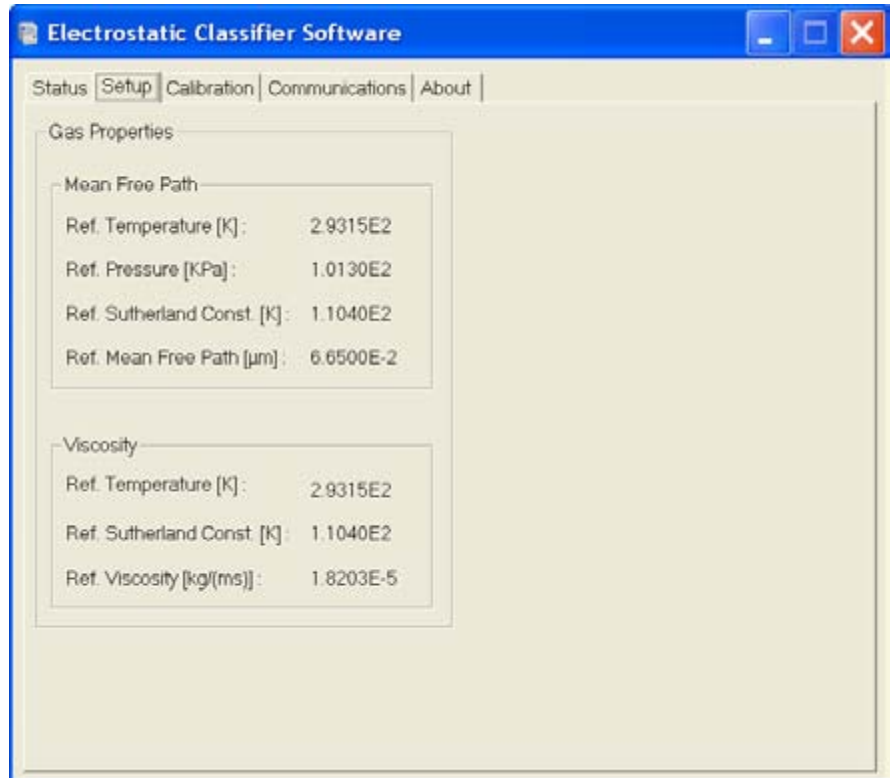 Electrostatic Classifier Software
Status Setup Calibration Communications About
Gas Properties
Mean Free Path
Ref. Temperature [K] : 2.9315E2
Ref. Pressure [KPa] : 1.0130E2
Ref. Sutherland Const. [K] : 1.1040E2
Ref. Mean Free Path [µm] : 6.6500E-2
Viscosity
Ref. Temperature [K] : 2.9315E2
Ref. Sutherland Const. [K] : 1.1040E2
Ref. Viscosity [kg/(ms)] : 1.8203E-5